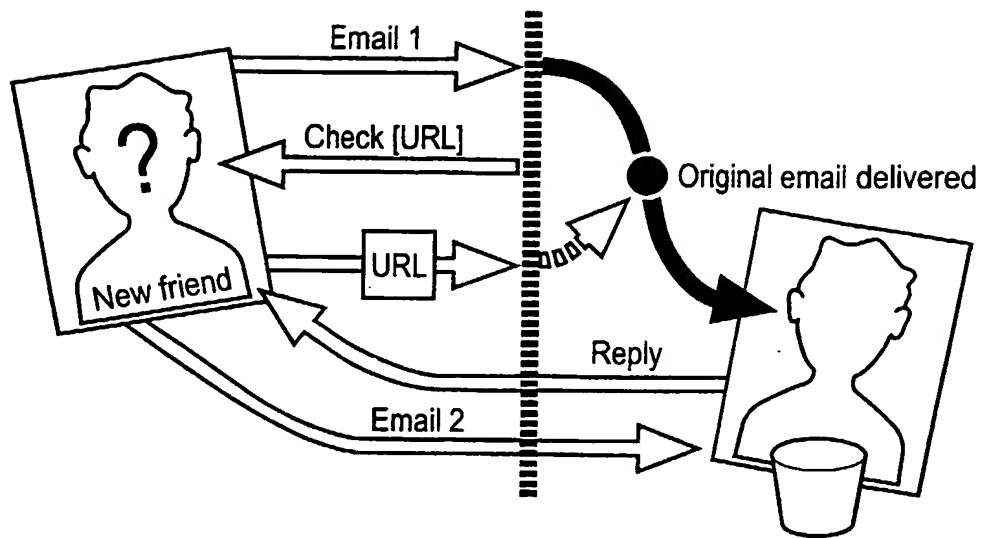 Email 1
Check [URL]
?
Original email delivered
URL
New friend
Reply
Email 2